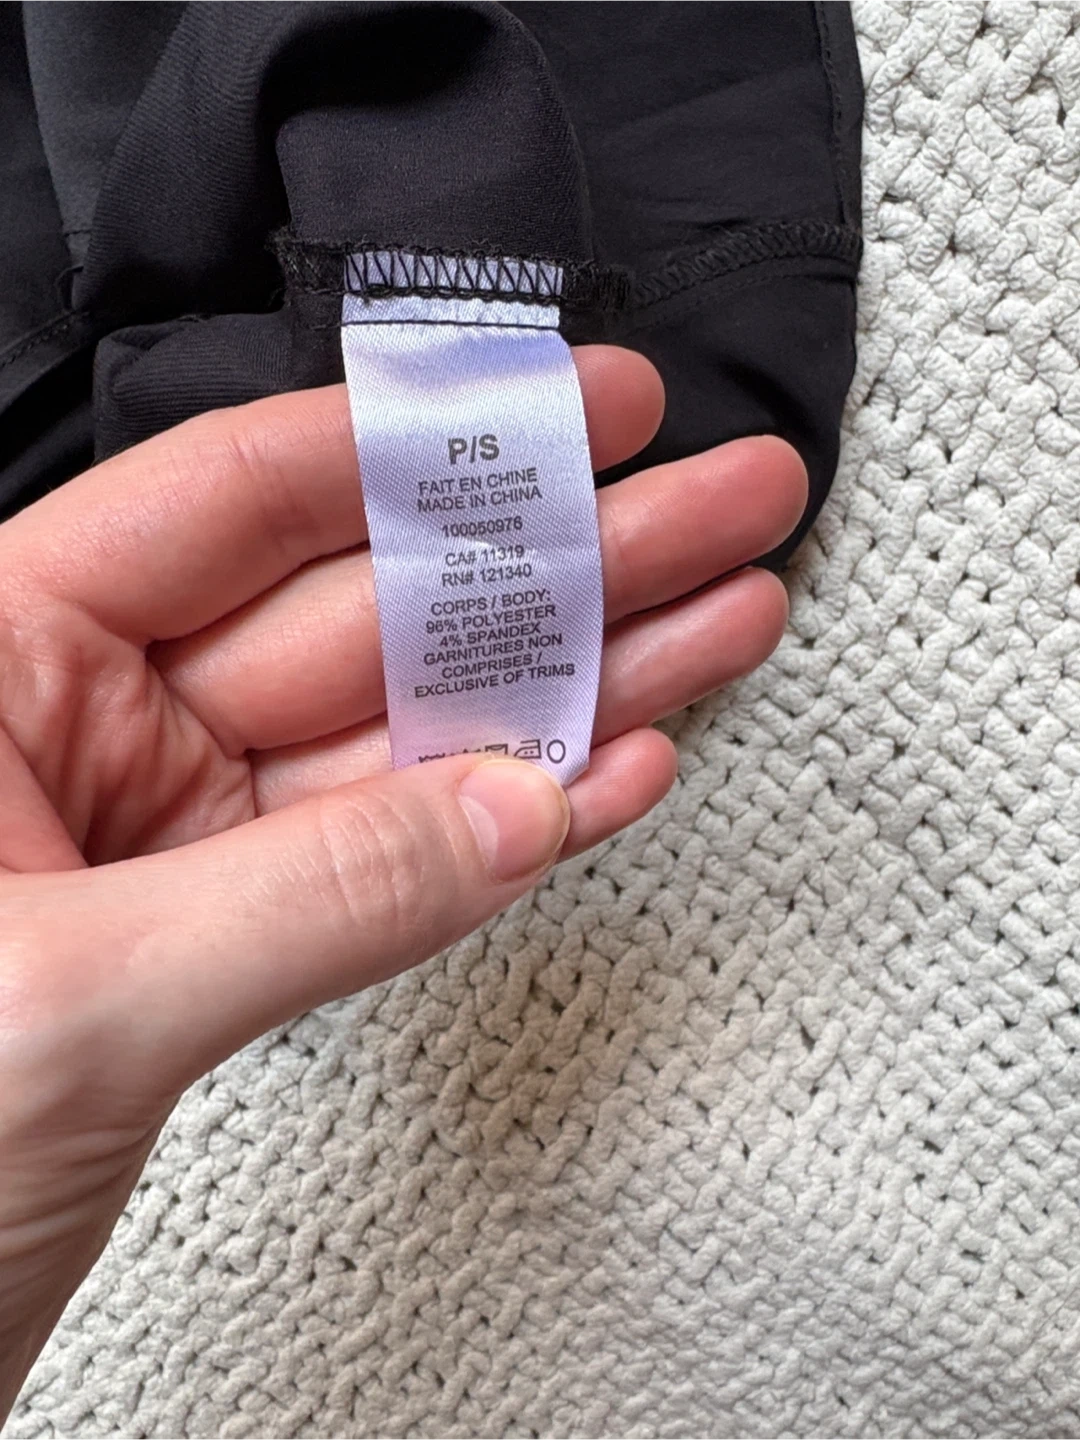 P/S
FAIT EN CHINE
MADE IN CHINA
100050976
CA# 11319
RN# 121340
CORPS / BODY:
96% POLYESTER
4% SPANDEX
GARNITURES NON
COMPRISES /
EXCLUSIVE OF TRIMS